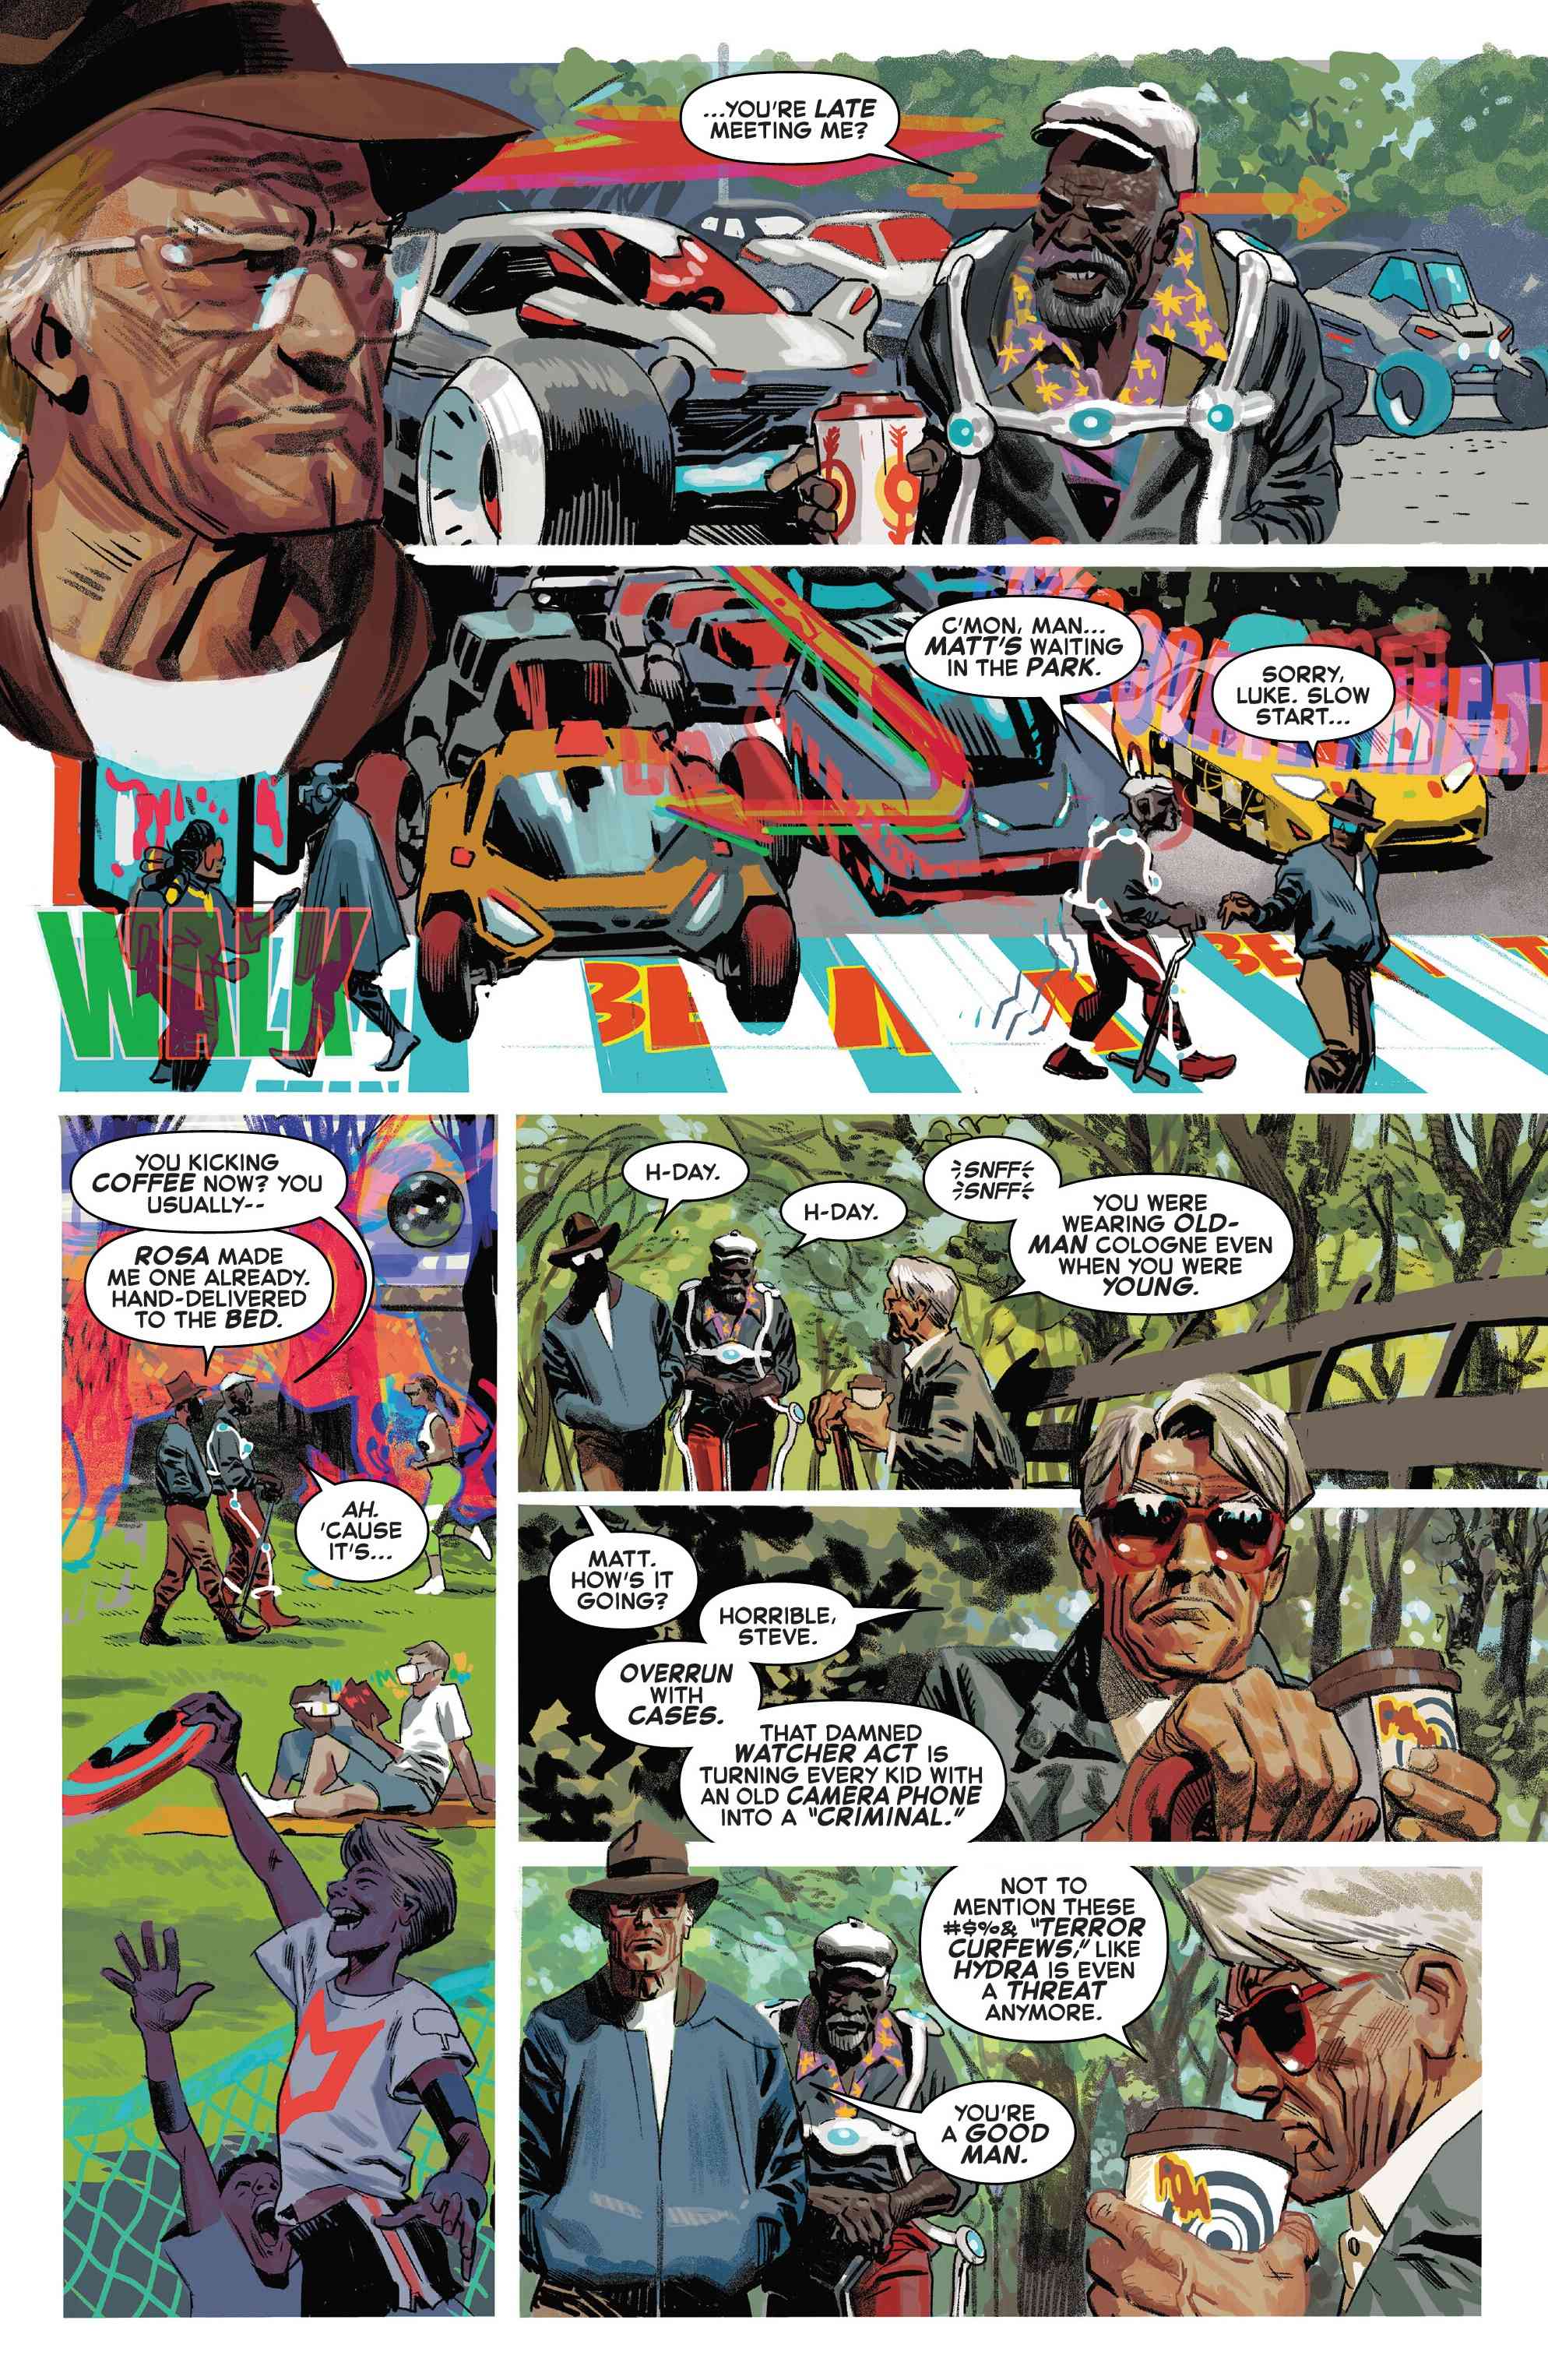 ...YOU'RE LATE
MEETING ME?
C'MON, MAN...
MATT'S WAITING
IN THE PARK.
SORRY,
LUKE. SLOW
START...
WALK
YOU KICKING
COFFEE NOW? YOU
USUALLY--
ROSA MADE
ME ONE ALREADY.
HAND-DELIVERED
TO THE BED.
AH.
'CAUSE
IT'S...
H-DAY.
H-DAY.
SNFF
SNFF
YOU WERE
WEARING OLD-
MAN COLOGNE EVEN
WHEN YOU WERE
YOUNG.
MATT.
HOW'S IT
GOING?
HORRIBLE,
STEVE.
OVERRUN
WITH
CASES.
THAT DAMNED
WATCHER ACT IS
TURNING EVERY KID WITH
AN OLD CAMERA PHONE
INTO A "CRIMINAL."
NOT TO
MENTION THESE
#$%& "TERROR
CURFEWS," LIKE
HYDRA IS EVEN
A THREAT
ANYMORE.
YOU'RE
A GOOD
MAN.